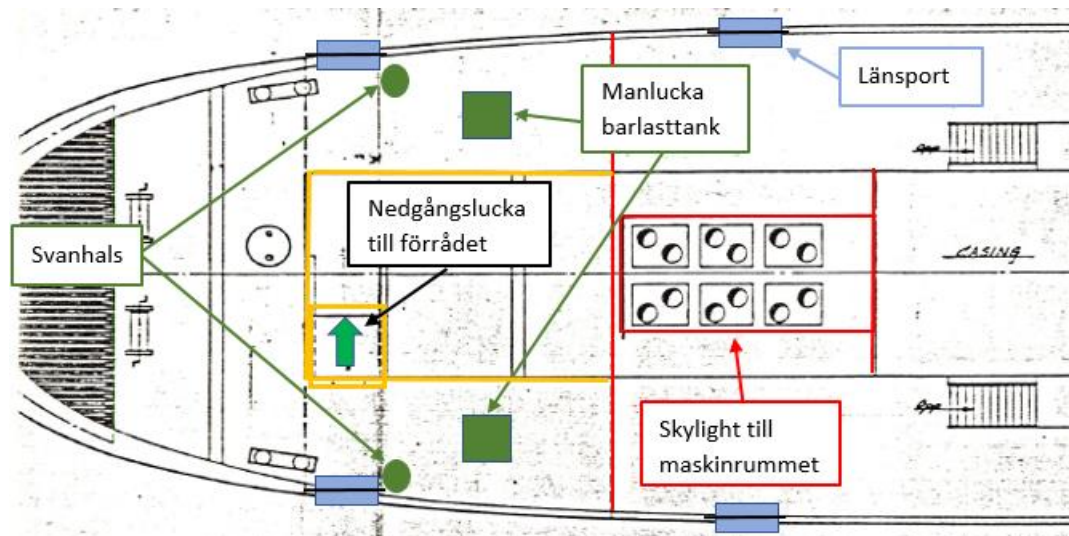 Länsport
Manlucka
barlasttank
Nedgångslucka
till förrådet
Svanhals
CASING
Skylight till
maskinrummet